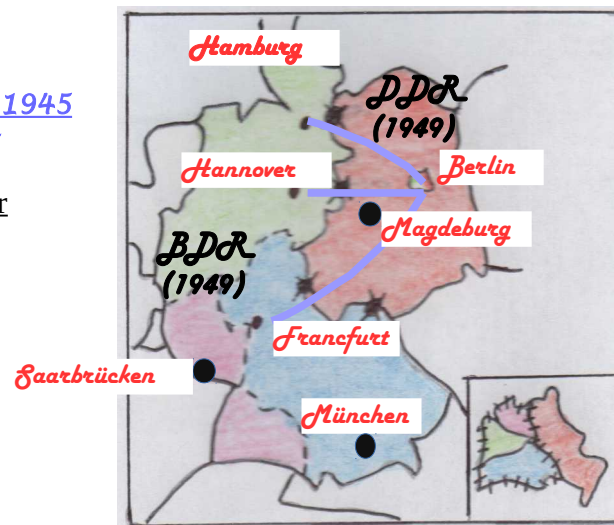 Hamburg
1945
DDR
(1949)
Hannover
Berlin
r
Magdeburg
BDR
(1949)
Francfurt
Saarbrücken
München